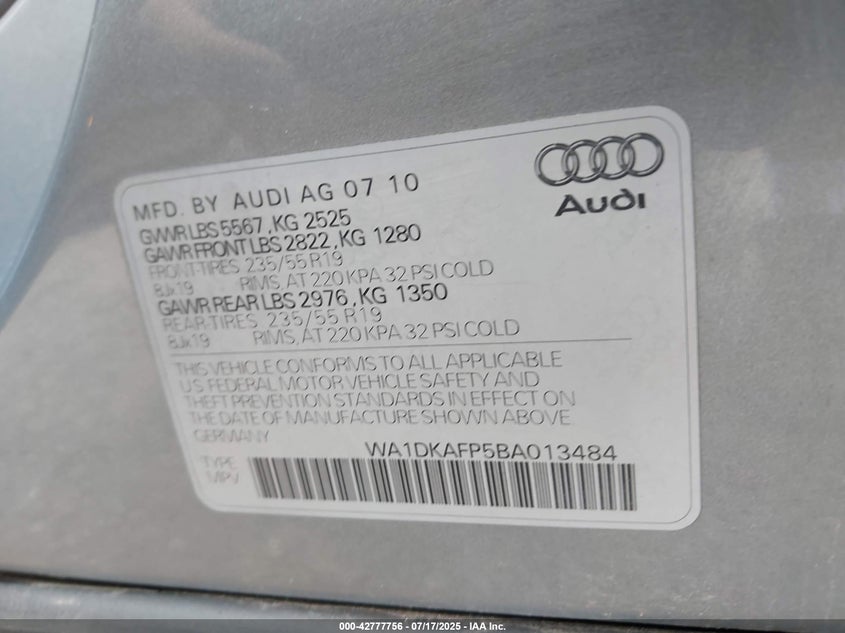 Audi
MFD. BY AUDI AG 07 10
GVWR LBS 5567, KG 2525
GAWR FRONT LBS 2822, KG 1280
FRONT-TIRES 235/55 R19
8Jx19 RIMS, AT 220 KPA 32 PSI COLD
GAWR REAR LBS 2976, KG 1350
REAR-TIRES 235/55 R19
8Jx19 RIMS, AT 220 KPA 32 PSI COLD
THIS VEHICLE CONFORMS TO ALL APPLICABLE
US FEDERAL MOTOR VEHICLE SAFETY AND
THEFT PREVENTION STANDARDS IN EFFECT ON
THE DATE OF MANUFACTURE SHOWN ABOVE
GERMANY
WA1DKAFP5BA013484
TYPE
MPV
000-42777756 - 07/17/2025 - IAA Inc.